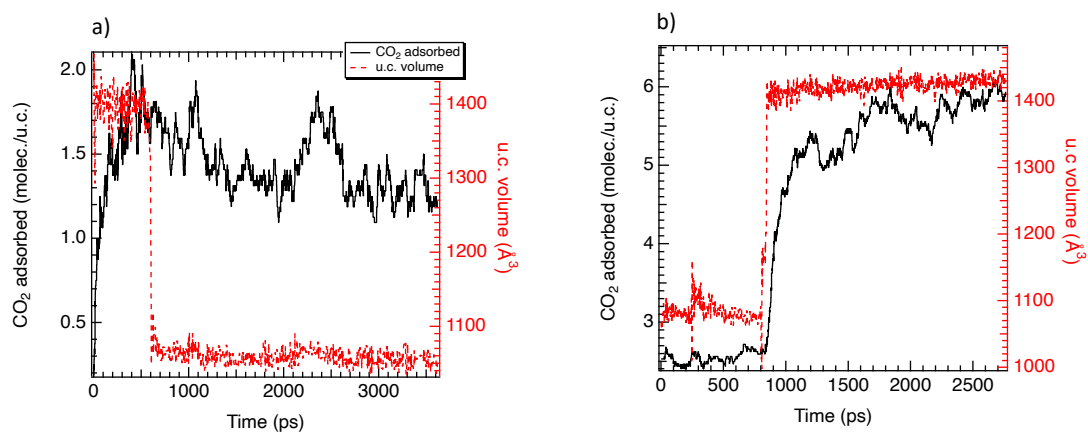 a)
CO2 adsorbed
u.c. volume
2.0
1.5
1.0
0.5
CO2 adsorbed (molec./u.c.)
1400
1300
1200
1100
u.c. volume (Å3)
0
1000
2000
3000
Time (ps)
b)
6
5
4
3
CO2 adsorbed (molec./u.c.)
1400
1300
1200
1100
1000
u.c volume (Å3)
0
500
1000
1500
2000
2500
Time (ps)